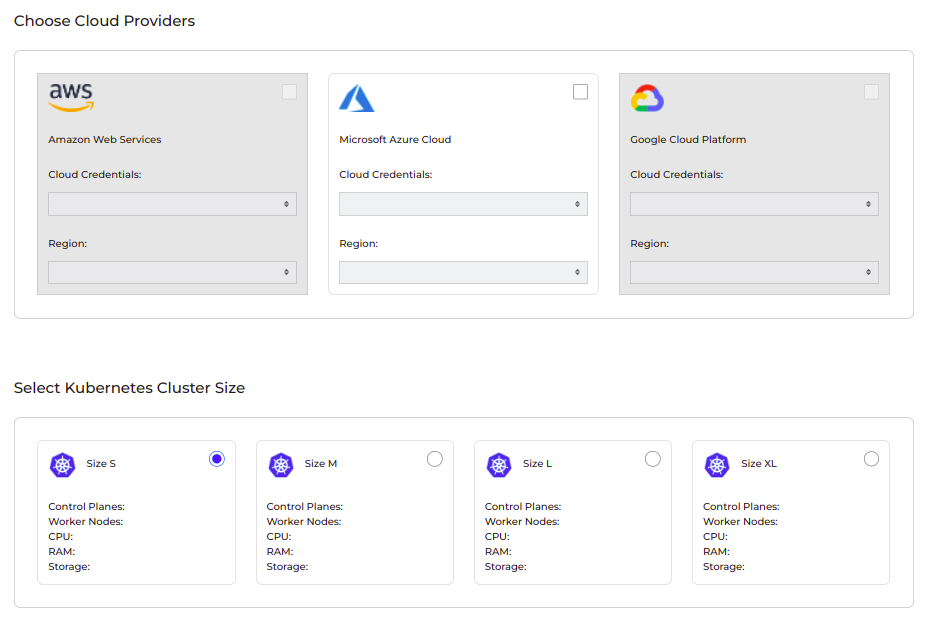 Choose Cloud Providers
aws
Amazon Web Services
Cloud Credentials:
Region:
Microsoft Azure Cloud
Cloud Credentials:
Region:
Google Cloud Platform
Cloud Credentials:
Region:
Select Kubernetes Cluster Size
Size S
Control Planes:
Worker Nodes:
CPU:
RAM:
Storage:
Size M
Control Planes:
Worker Nodes:
CPU:
RAM:
Storage:
Size L
Control Planes:
Worker Nodes:
CPU:
RAM:
Storage:
Size XL
Control Planes:
Worker Nodes:
CPU:
RAM:
Storage: